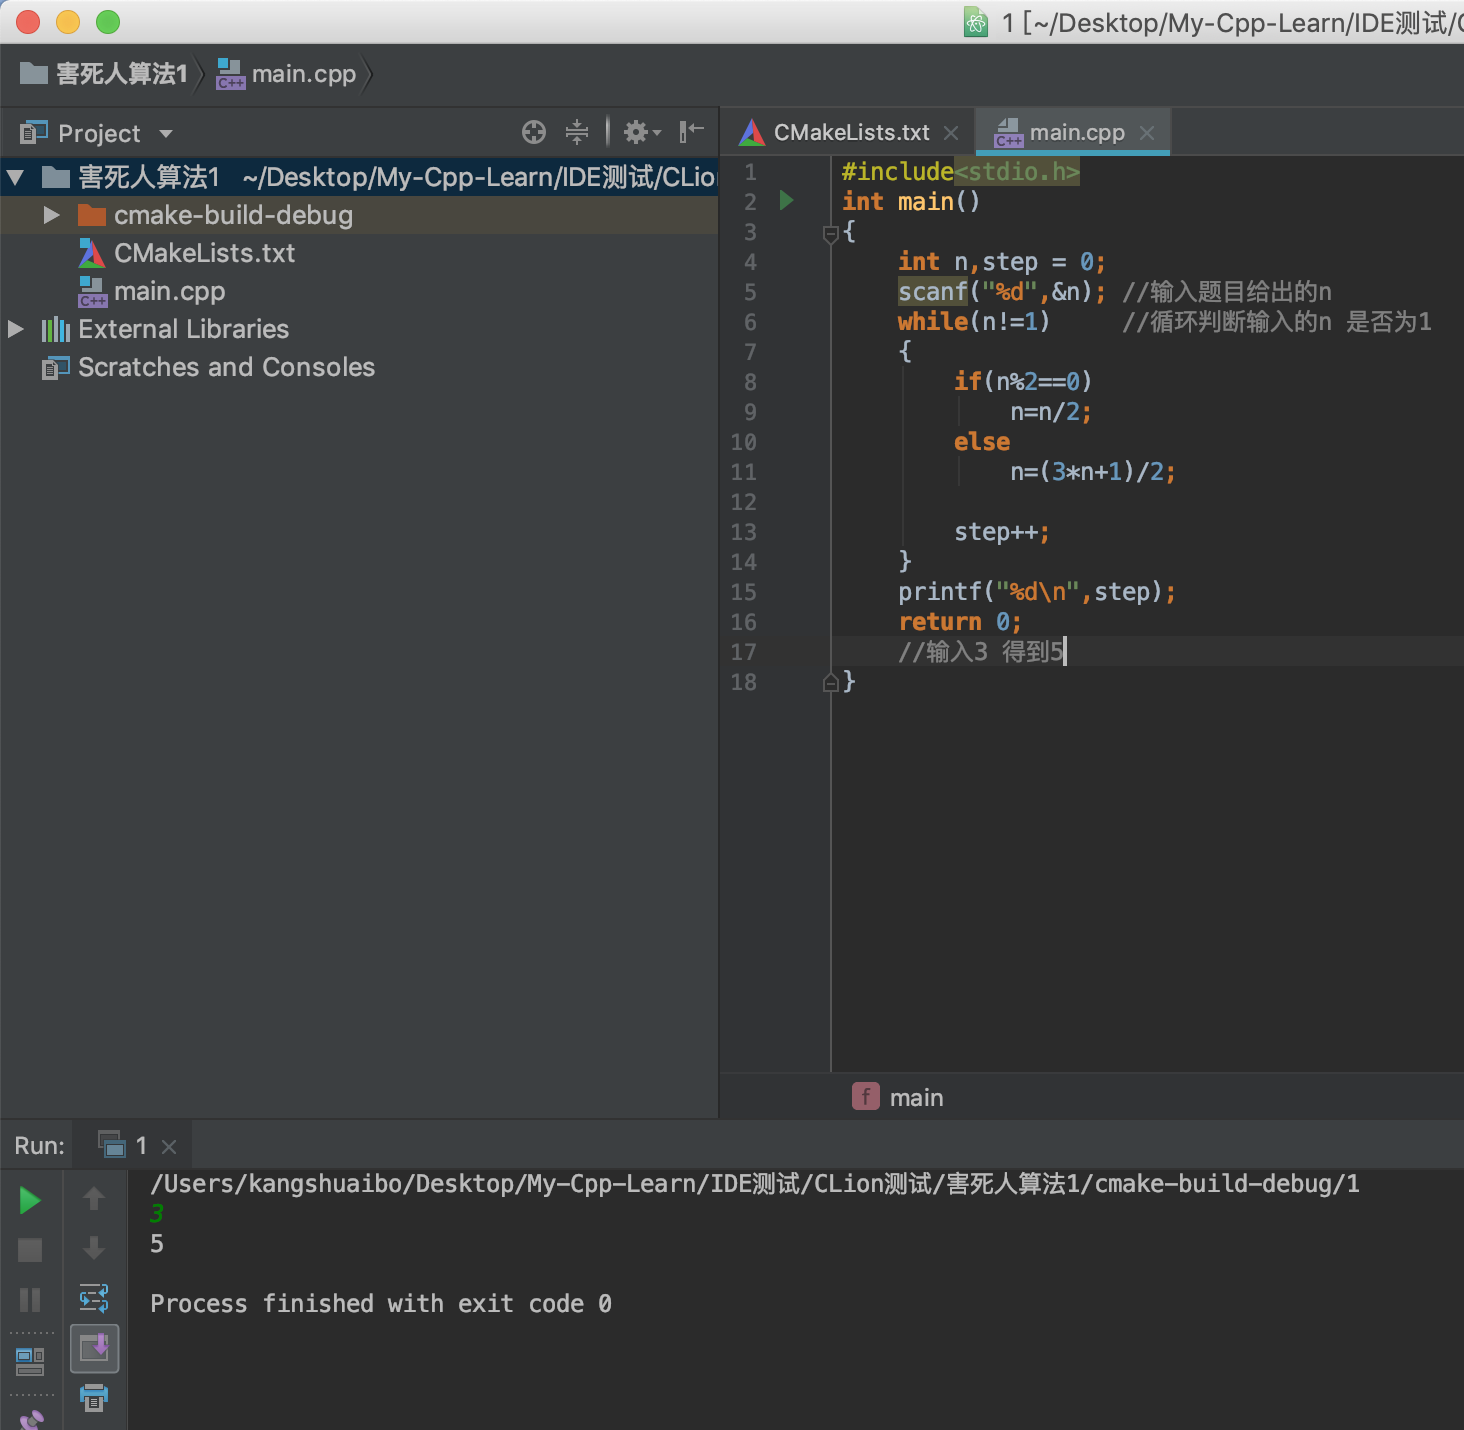 1 [~/Desktop/My-Cpp-Learn/IDE测试/C
害死人算法1
main.cpp
Project
害死人算法1 ~/Desktop/My-Cpp-Learn/IDE测试/CLion
cmake-build-debug
CMakeLists.txt
main.cpp
External Libraries
Scratches and Consoles
CMakeLists.txt
main.cpp
1 #include<stdio.h>
2 int main()
3 {
4     int n,step = 0;
5     scanf("%d",&n); //输入题目给出的n
6     while(n!=1)     //循环判断输入的n 是否为1
7     {
8         if(n%2==0)
9             n=n/2;
10         else
11             n=(3*n+1)/2;
12
13         step++;
14     }
15     printf("%d\n",step);
16     return 0;
17     //输入3 得到5
18 }
f main
Run: 1
/Users/kangshuaibo/Desktop/My-Cpp-Learn/IDE测试/CLion测试/害死人算法1/cmake-build-debug/1
3
5
Process finished with exit code 0